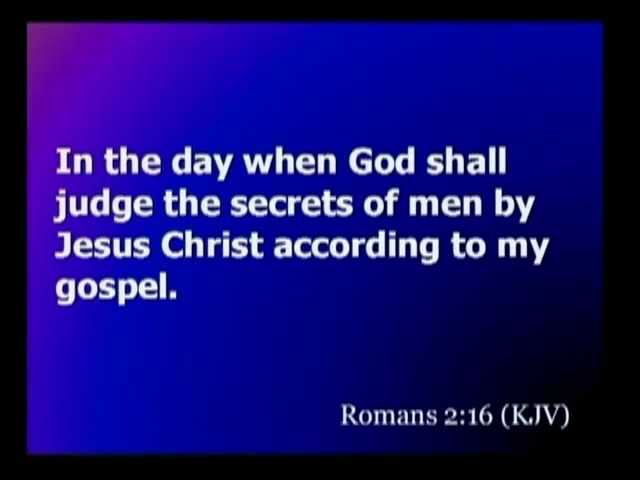 In the day when God shall
judge the secrets of men by
Jesus Christ according to my
gospel.
Romans 2:16 (KJV)